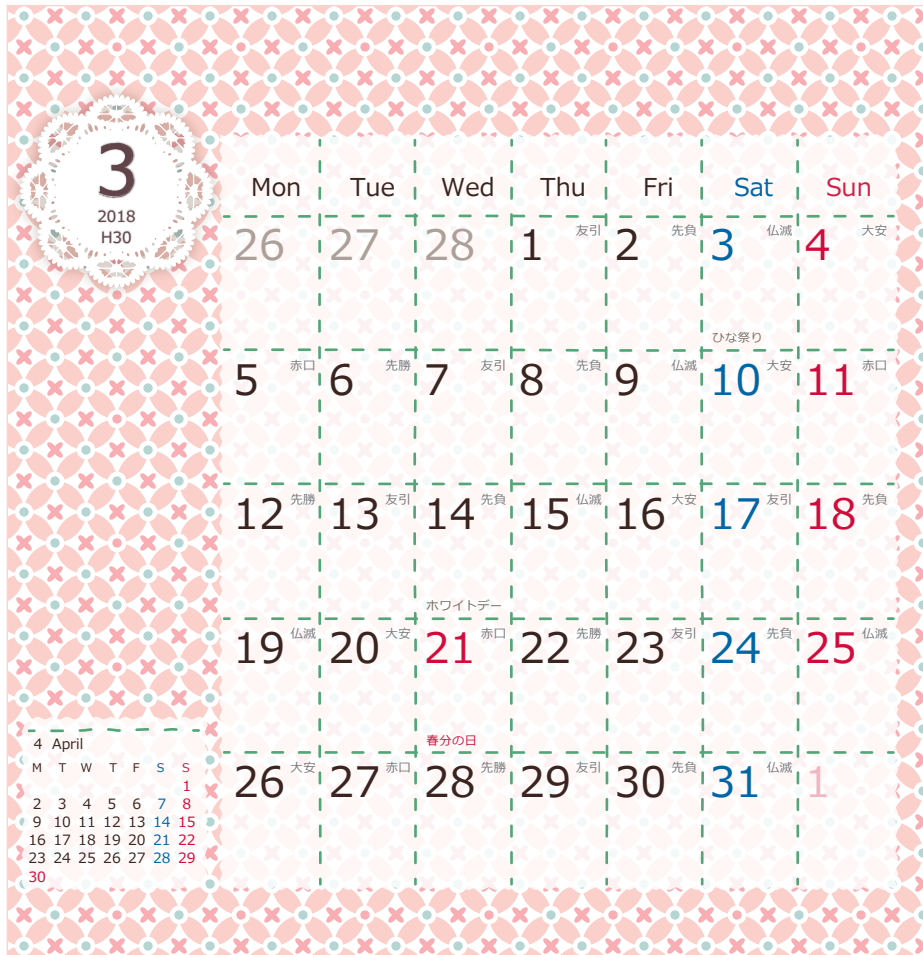 3
2018
H30
Mon Tue Wed Thu Fri Sat Sun
26 27 28 1 友引 2 先負 3 仏滅 4 大安
ひな祭り
5 赤口 6 先勝 7 友引 8 先負 9 仏滅 10 大安 11 赤口
12 先勝 13 友引 14 先負 15 仏滅 16 大安 17 友引 18 先負
ホワイトデー
19 仏滅 20 大安 21 赤口 22 先勝 23 友引 24 先負 25 仏滅
春分の日
26 大安 27 赤口 28 先勝 29 友引 30 先負 31 仏滅 1
4 April
M T W T F S S
1
2 3 4 5 6 7 8
9 10 11 12 13 14 15
16 17 18 19 20 21 22
23 24 25 26 27 28 29
30